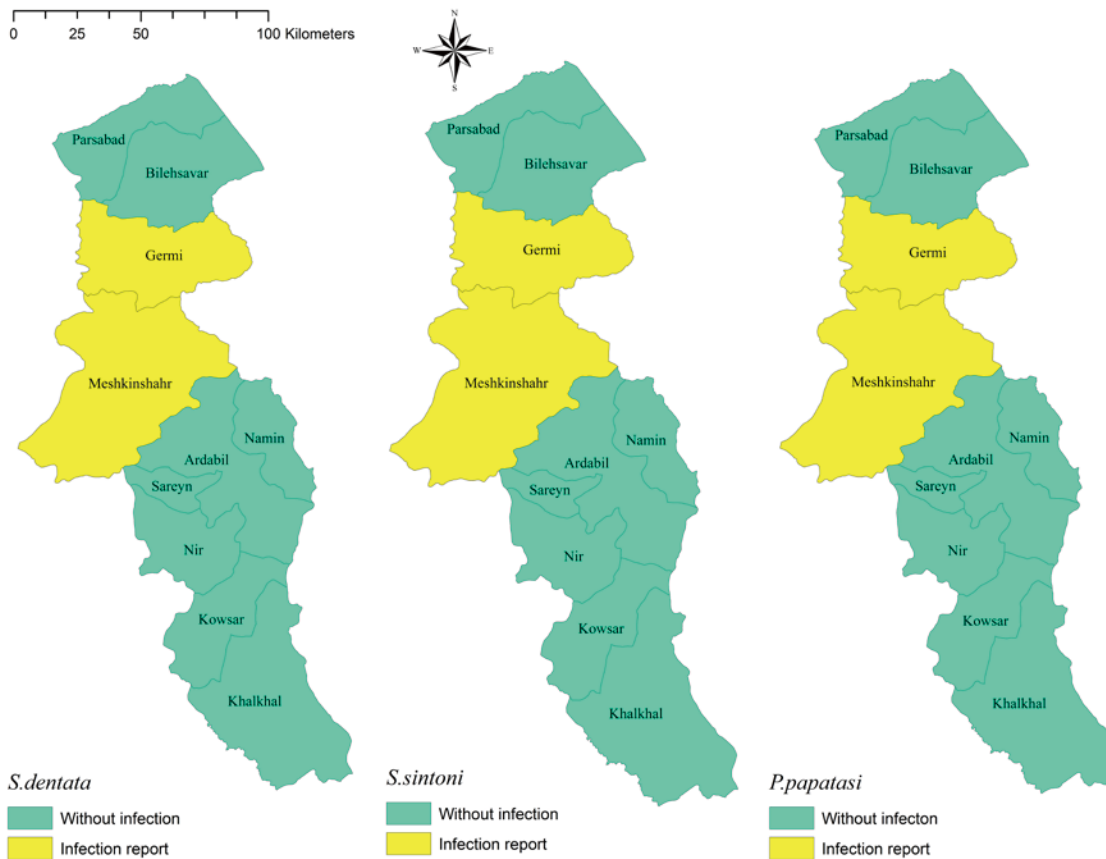 0 25 50 100 Kilometers
N
W E
S
Parsabad
Bilehsavar
Germi
Meshkinshahr
Namin
Ardabil
Sareyn
Nir
Kowsar
Khalkhal
S.dentata
Without infection
Infection report
Parsabad
Bilehsavar
Germi
Meshkinshahr
Namin
Ardabil
Sareyn
Nir
Kowsar
Khalkhal
S.sintoni
Without infection
Infection report
Parsabad
Bilehsavar
Germi
Meshkinshahr
Namin
Ardabil
Sareyn
Nir
Kowsar
Khalkhal
P.papatasi
Without infecton
Infection report